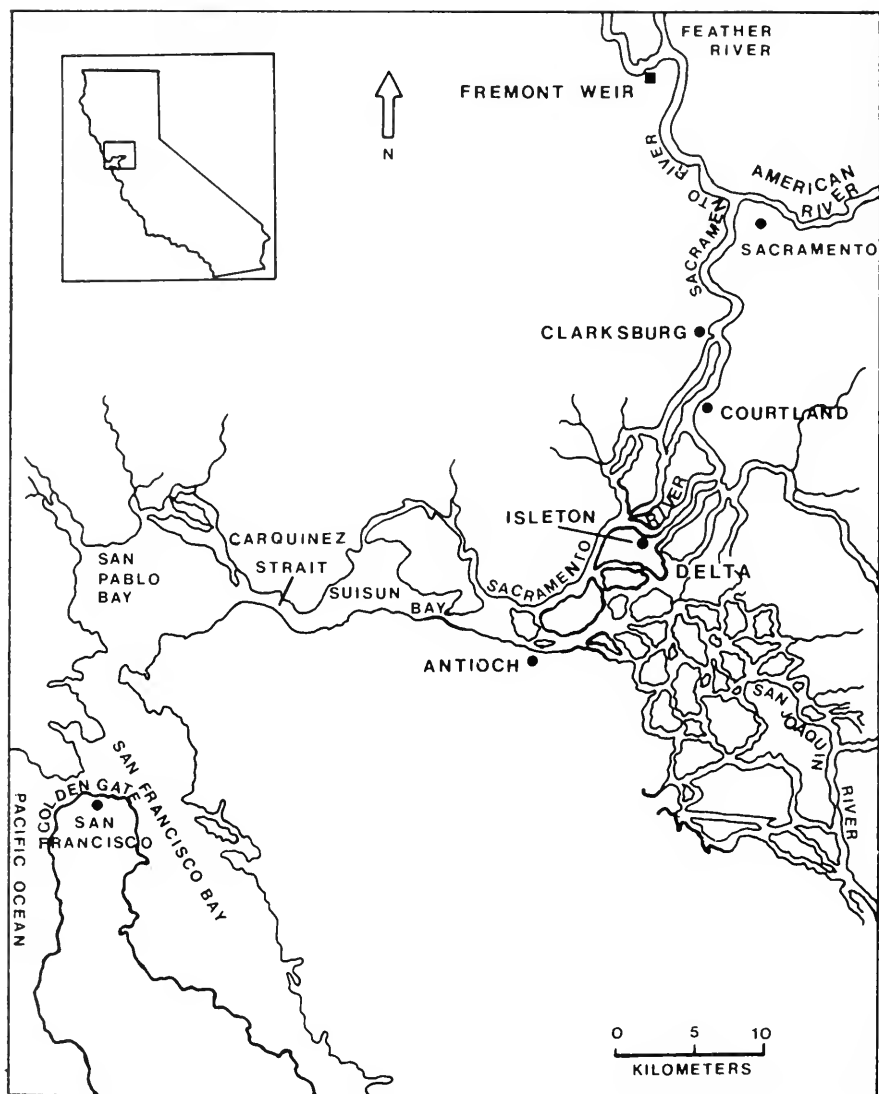 FEATHER
RIVER
FREMONT WEIR
N
SACRAMENTO RIVER
AMERICAN
RIVER
SACRAMENTO
CLARKSBURG
COURTLAND
RIVER
ISLETON
CARQUINEZ
STRAIT
SAN
PABLO
BAY
SUISUN
BAY
SACRAMENTO
DELTA
ANTIOCH
SAN JOAQUIN
RIVER
GOLDEN GATE
SAN
FRANCISCO
SAN FRANCISCO BAY
PACIFIC OCEAN
0 5 10
KILOMETERS